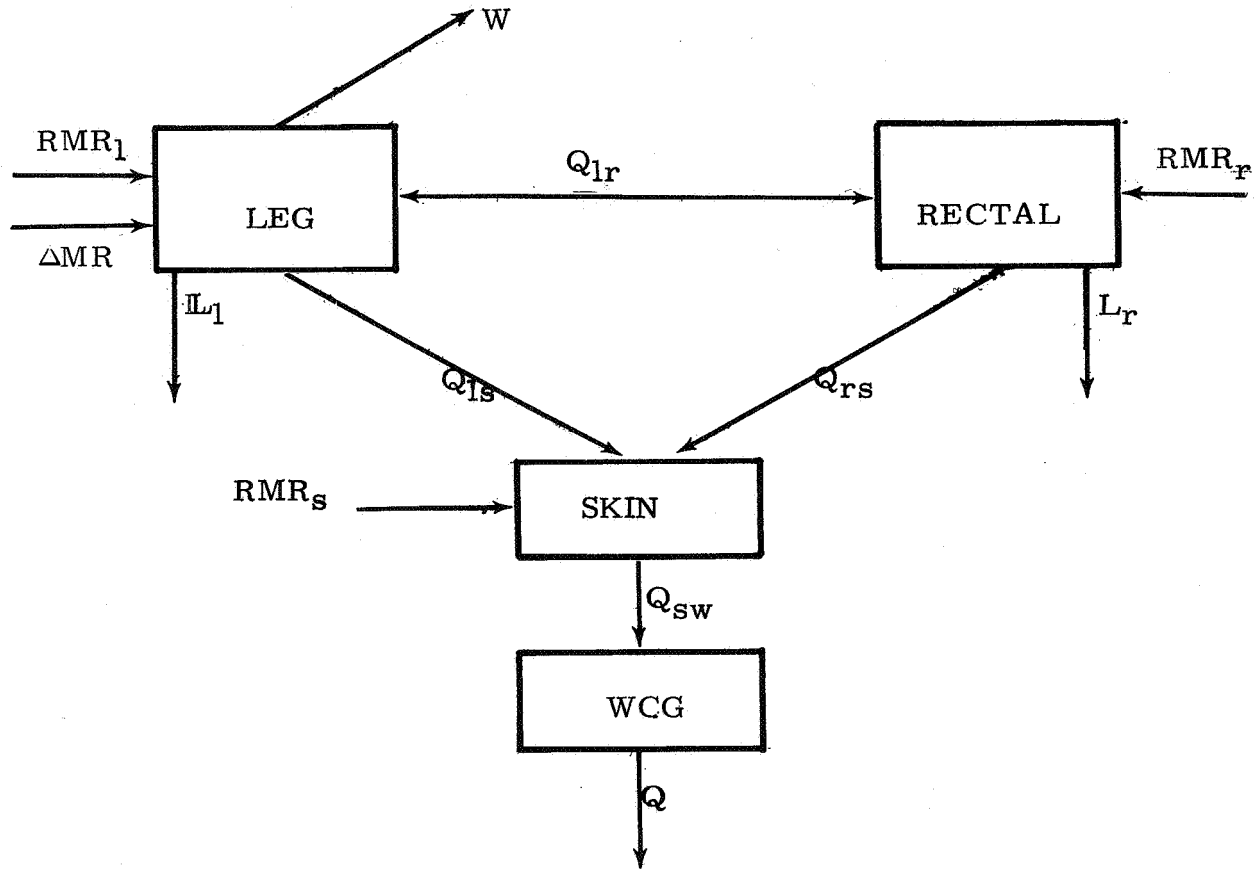 W
RMR₁
Q₁ᵣ
RMRᵣ
LEG
RECTAL
ΔMR
L₁
Lᵣ
Q₁ₛ
Qᵣₛ
RMRₛ
SKIN
Qsw
WCG
Q